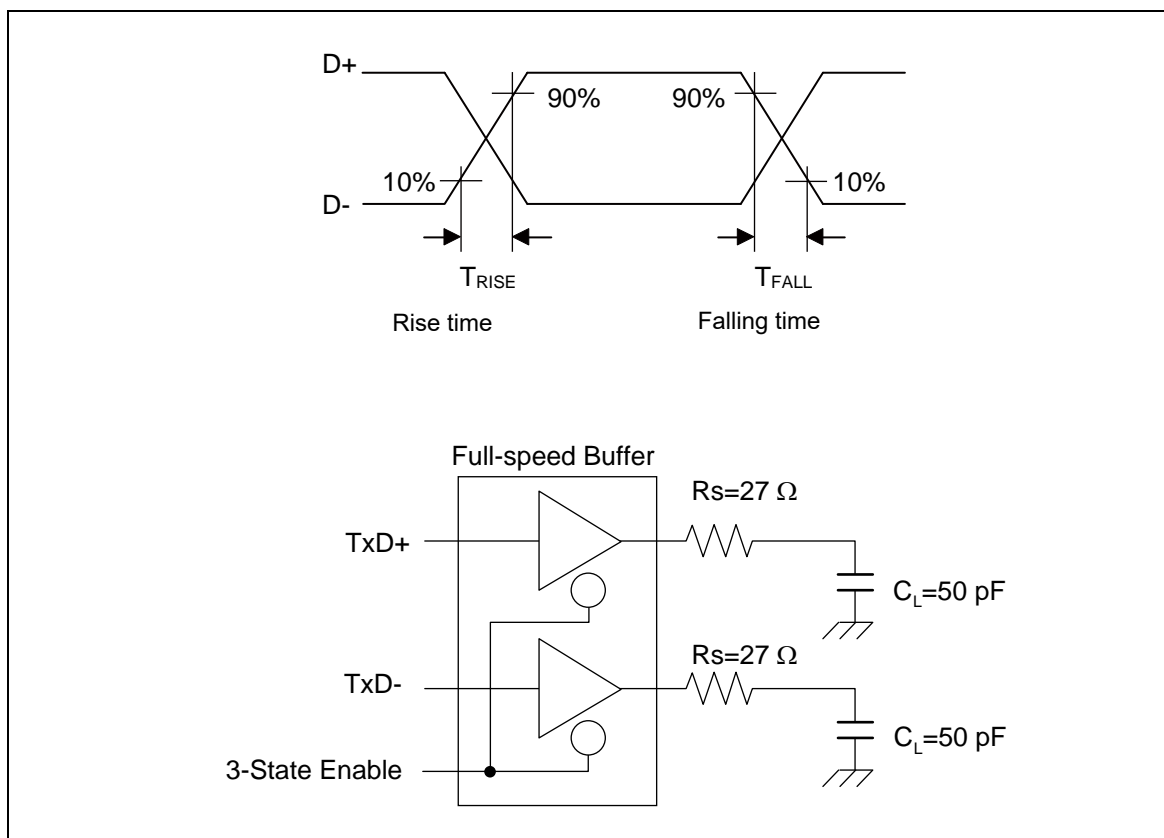 D+
90% 90%
10% 10%
D-
TRISE TFALL
Rise time Falling time
Full-speed Buffer
Rs=27 Ω
TxD+
CL=50 pF
Rs=27 Ω
TxD-
CL=50 pF
3-State Enable